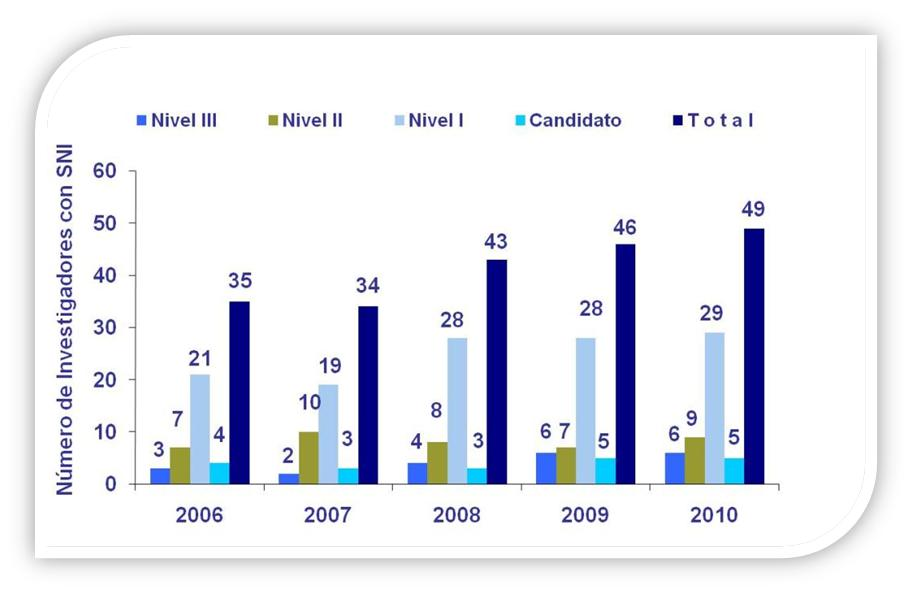 Nivel III Nivel II Nivel I Candidato T o t a l
Número de Investigadores con SNI
60
50
40
30
20
10
0
3 7 21 4 35
2 10 19 3 34
4 8 28 3 43
6 7 28 5 46
6 9 29 5 49
2006 2007 2008 2009 2010